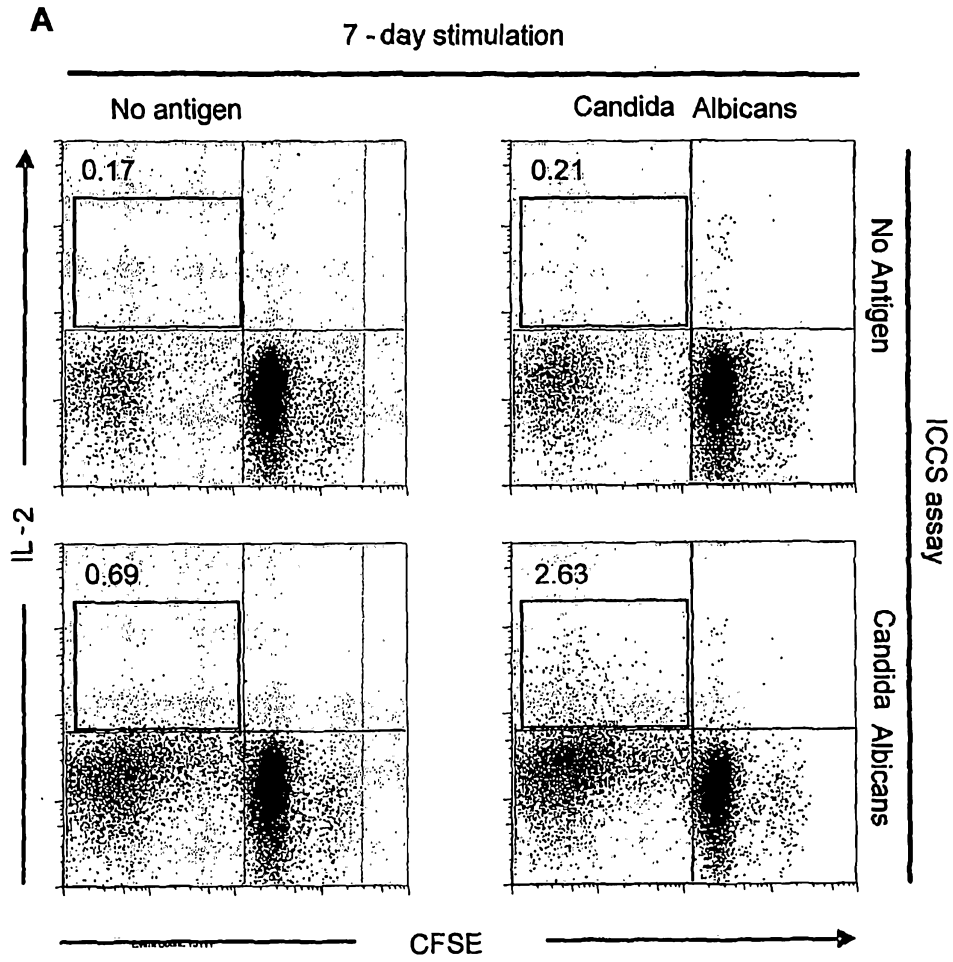 A
7 - day stimulation
No antigen
Candida Albicans
0.17
0.21
No Antigen
IL - 2
ICCS assay
0.69
2.63
Candida Albicans
CFSE